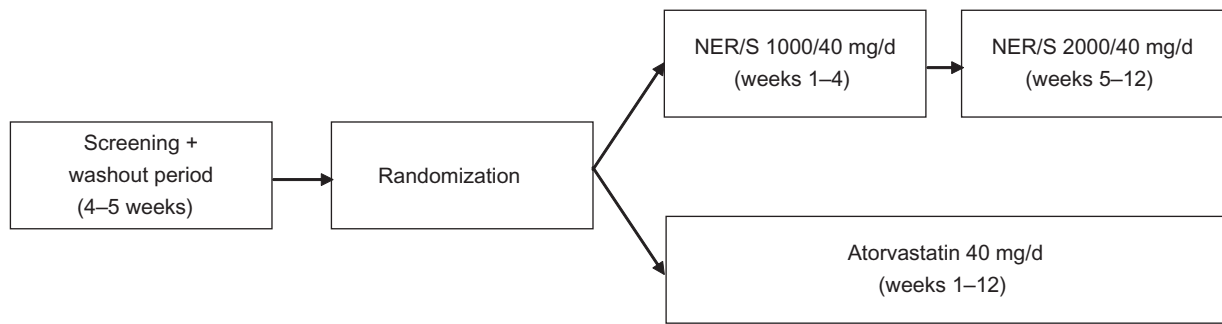 Screening +
washout period
(4–5 weeks)
Randomization
NER/S 1000/40 mg/d
(weeks 1–4)
NER/S 2000/40 mg/d
(weeks 5–12)
Atorvastatin 40 mg/d
(weeks 1–12)